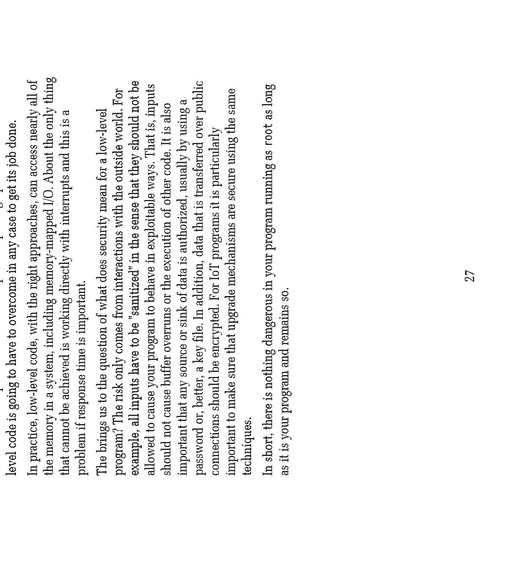 level code is going to have to overcome in any case to get its job done.
In practice, low-level code, with the right approaches, can access nearly all of
the memory in a system, including memory-mapped I/O. About the only thing
that cannot be achieved is working directly with interrupts and this is a
problem if response time is important.
The brings us to the question of what does security mean for a low-level
program? The risk only comes from interactions with the outside world. For
example, all inputs have to be "sanitized" in the sense that they should not be
allowed to cause your program to behave in exploitable ways. That is, inputs
should not cause buffer overruns or the execution of other code. It is also
important that any source or sink of data is authorized, usually by using a
password or, better, a key file. In addition, data that is transferred over public
connections should be encrypted. For IoT programs it is particularly
important to make sure that upgrade mechanisms are secure using the same
techniques.
In short, there is nothing dangerous in your program running as root as long
as it is your program and remains so.
27